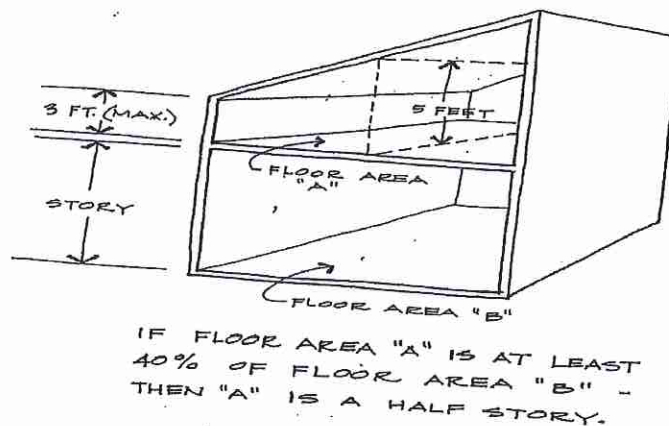 3 FT. (MAX.)
5 FEET
FLOOR AREA
"A"
STORY
FLOOR AREA "B"
IF FLOOR AREA "A" IS AT LEAST
40% OF FLOOR AREA "B" -
THEN "A" IS A HALF STORY.